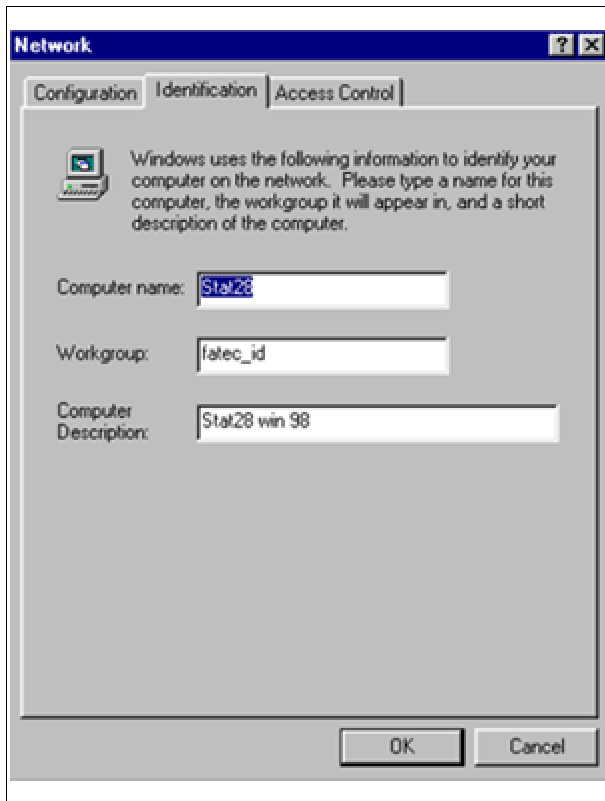 Network
Configuration Identification Access Control
Windows uses the following information to identify your
computer on the network. Please type a name for this
computer, the workgroup it will appear in, and a short
description of the computer.
Computer name: Stat28
Workgroup: fatec_id
Computer
Description: Stat28 win 98
OK Cancel